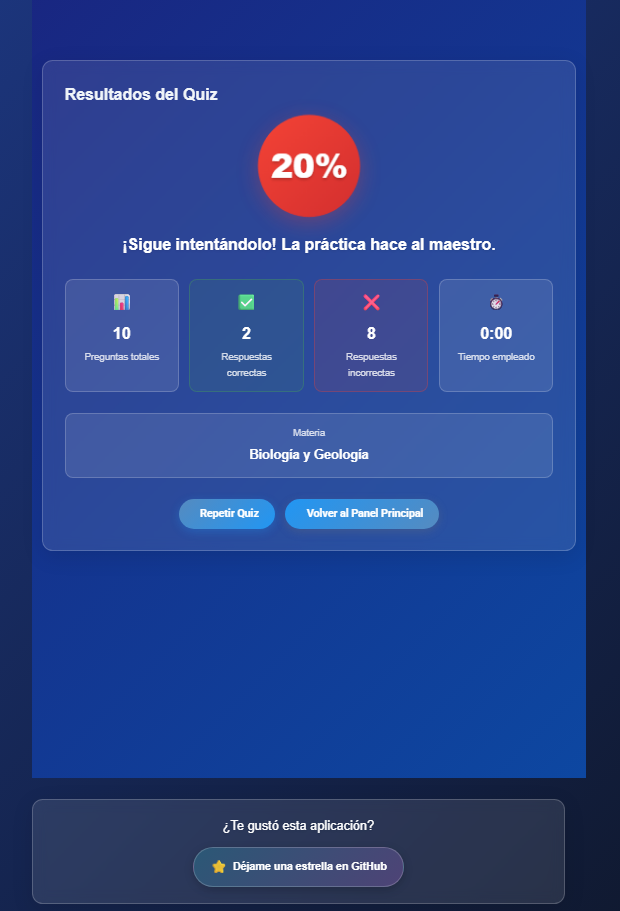 Resultados del Quiz
20%
¡Sigue intentándolo! La práctica hace al maestro.
10
Preguntas totales
2
Respuestas
correctas
8
Respuestas
incorrectas
0:00
Tiempo empleado
Materia
Biología y Geología
Repetir Quiz
Volver al Panel Principal
¿Te gustó esta aplicación?
Déjame una estrella en GitHub